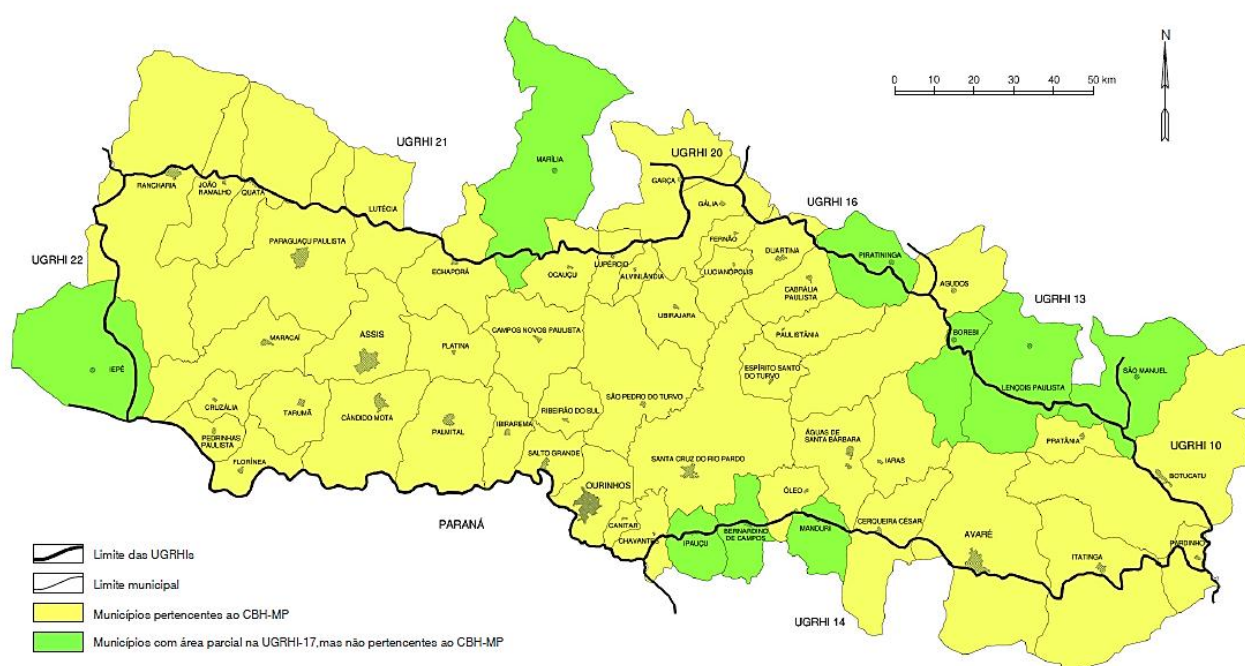 N
0 10 20 30 40 50 km
UGRHI 21
UGRHI 20
UGRHI 16
UGRHI 22
UGRHI 13
UGRHI 10
UGRHI 14
PARANÁ
MARÍLIA
GARÇA
GÁLIA
RANCHARIA
JOÃO
RAMALHO
QUATÁ
LUTÉCIA
FERNÃO
DUARTINA
PIRATININGA
PARAGUAÇU PAULISTA
ECHAPORÃ
OCAUÇU
LUPÉRCIO
ALVINLÂNDIA
LUCIANÓPOLIS
CABRÁLIA
PAULISTA
AGUDOS
UBIRAJARA
PAULISTÂNIA
BOREBI
MARACAÍ
ASSIS
PLATINA
CAMPOS NOVOS PAULISTA
ESPÍRITO SANTO
DO TURVO
LENÇÓIS PAULISTA
SÃO MANUEL
IEPÊ
CRUZÁLIA
TARUMÃ
CÂNDIDO MOTA
PALMITAL
IBIRAREMA
RIBEIRÃO DO SUL
SÃO PEDRO DO TURVO
PEDRINHAS
PAULISTA
FLORÍNEA
SALTO GRANDE
SANTA CRUZ DO RIO PARDO
ÁGUAS DE
SANTA BÁRBARA
IARAS
PRATÂNIA
BOTUCATU
OURINHOS
ÓLEO
CANITAR
CHAVANTES
IPAUÇU
BERNARDINO
DE CAMPOS
MANDURI
CERQUEIRA CÉSAR
AVARÉ
ITATINGA
PARDINHO
Limite das UGRHIs
Limite municipal
Municípios pertencentes ao CBH-MP
Municípios com área parcial na UGRHI-17,mas não pertencentes ao CBH-MP